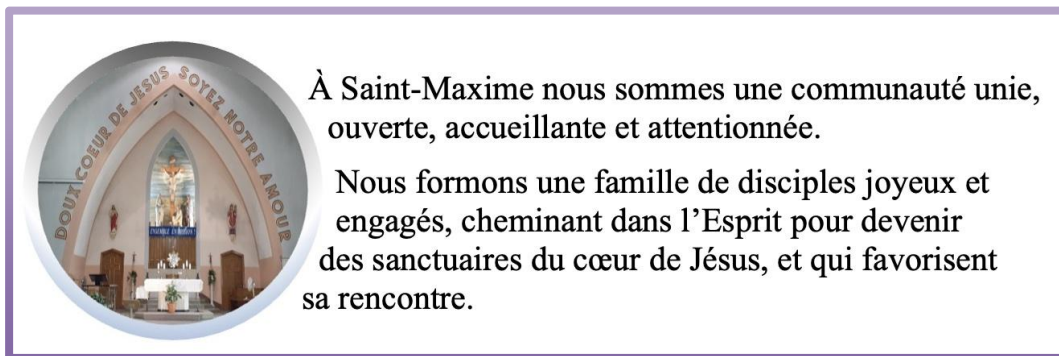 DOUX COEUR DE JESUS SOYEZ NOTRE AMOUR
À Saint-Maxime nous sommes une communauté unie,
ouverte, accueillante et attentionnée.
Nous formons une famille de disciples joyeux et
engagés, cheminant dans l’Esprit pour devenir
des sanctuaires du cœur de Jésus, et qui favorisent
sa rencontre.